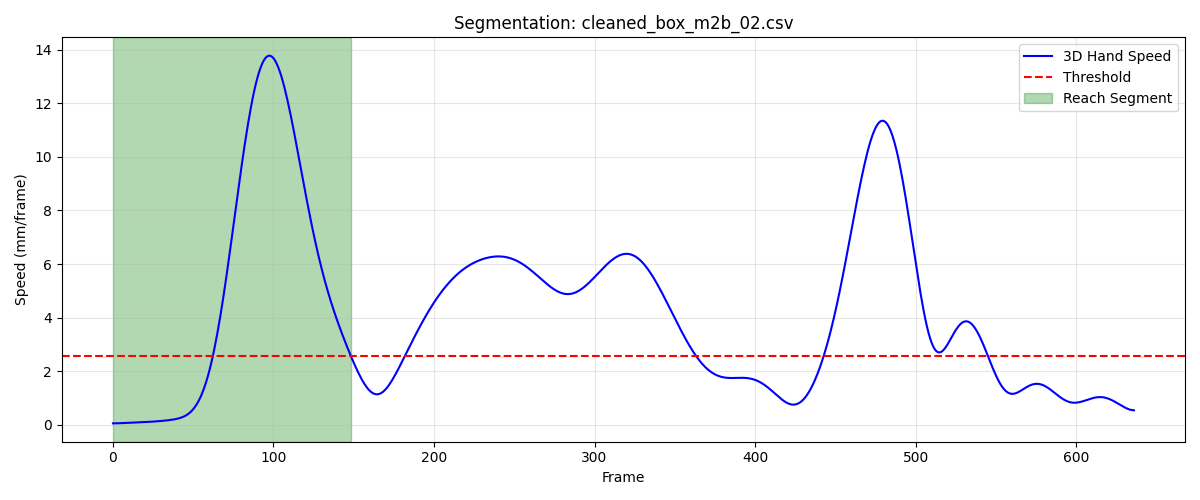 Segmentation: cleaned_box_m2b_02.csv
14
12
10
8
6
4
2
0
Speed (mm/frame)
3D Hand Speed
Threshold
Reach Segment
0 100 200 300 400 500 600
Frame